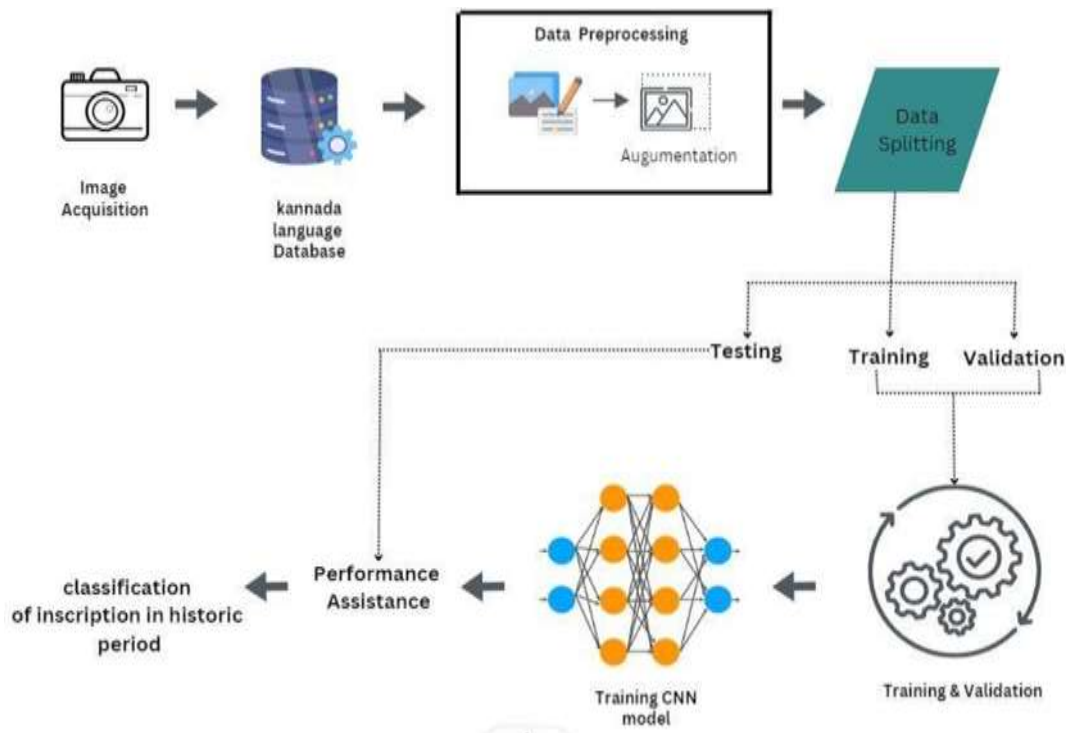 Data Preprocessing
Augumentation
Data
Splitting
Image
Acquisition
kannada
language
Database
Testing
Training
Validation
classification
of inscription in historic
period
Performance
Assistance
Training CNN
model
Training & Validation